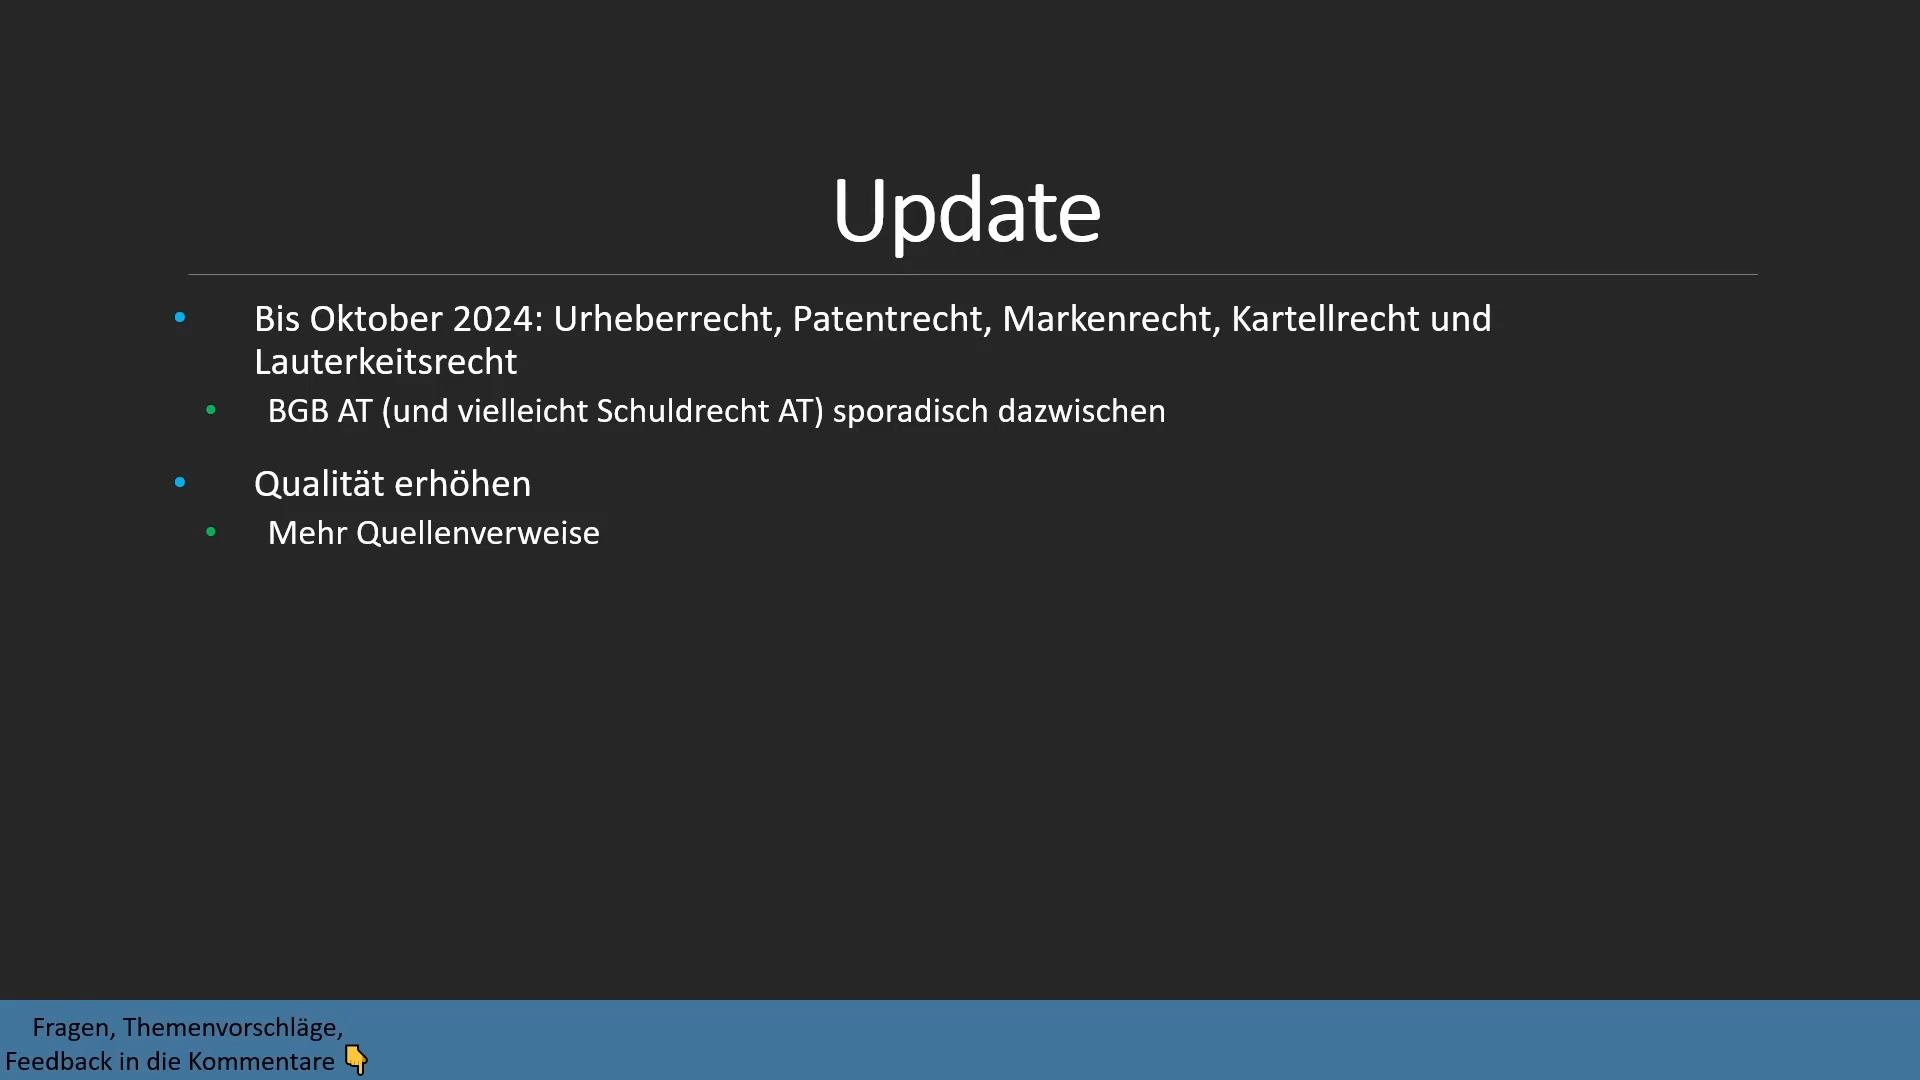 Update
• Bis Oktober 2024: Urheberrecht, Patentrecht, Markenrecht, Kartellrecht und
Lauterkeitsrecht
• BGB AT (und vielleicht Schuldrecht AT) sporadisch dazwischen
• Qualität erhöhen
• Mehr Quellenverweise
Fragen, Themenvorschläge,
Feedback in die Kommentare 👇